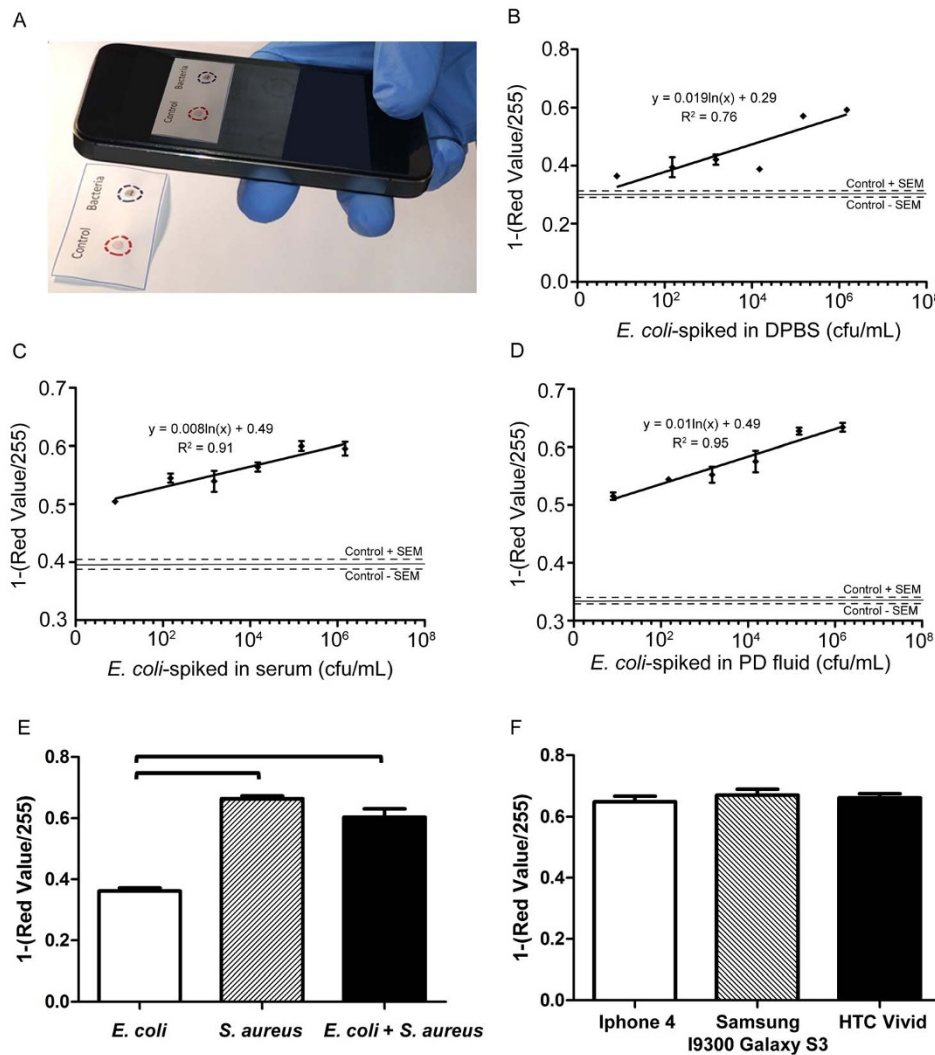 A
Control Bacteria
Control Bacteria
B
1-(Red Value/255)
0.8
0.6
0.4
0.2
0.0
y = 0.019ln(x) + 0.29
R² = 0.76
Control + SEM
Control - SEM
0 10² 10⁴ 10⁶ 10⁸
E. coli-spiked in DPBS (cfu/mL)
C
1-(Red Value/255)
0.7
0.6
0.5
0.4
0.3
y = 0.008ln(x) + 0.49
R² = 0.91
Control + SEM
Control - SEM
0 10² 10⁴ 10⁶ 10⁸
E. coli-spiked in serum (cfu/mL)
D
1-(Red Value/255)
0.7
0.6
0.5
0.4
0.3
y = 0.01ln(x) + 0.49
R² = 0.95
Control + SEM
Control - SEM
0 10² 10⁴ 10⁶ 10⁸
E. coli-spiked in PD fluid (cfu/mL)
E
1-(Red Value/255)
0.8
0.6
0.4
0.2
0.0
E. coli S. aureus E. coli + S. aureus
F
1-(Red Value/255)
0.8
0.6
0.4
0.2
0.0
Iphone 4 Samsung HTC Vivid
I9300 Galaxy S3